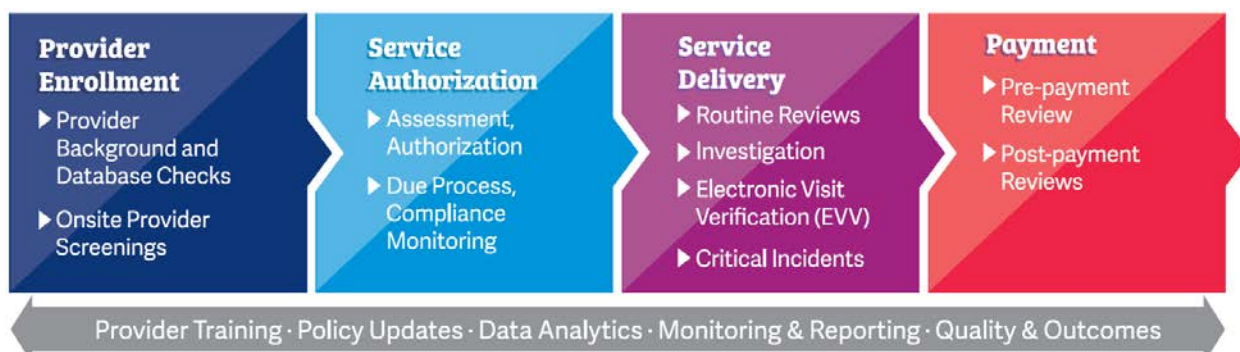 Provider
Enrollment
Provider
Background and
Database Checks
Onsite Provider
Screenings
Service
Authorization
Assessment,
Authorization
Due Process,
Compliance
Monitoring
Service
Delivery
Routine Reviews
Investigation
Electronic Visit
Verification (EVV)
Critical Incidents
Payment
Pre-payment
Review
Post-payment
Reviews
Provider Training · Policy Updates · Data Analytics · Monitoring & Reporting · Quality & Outcomes